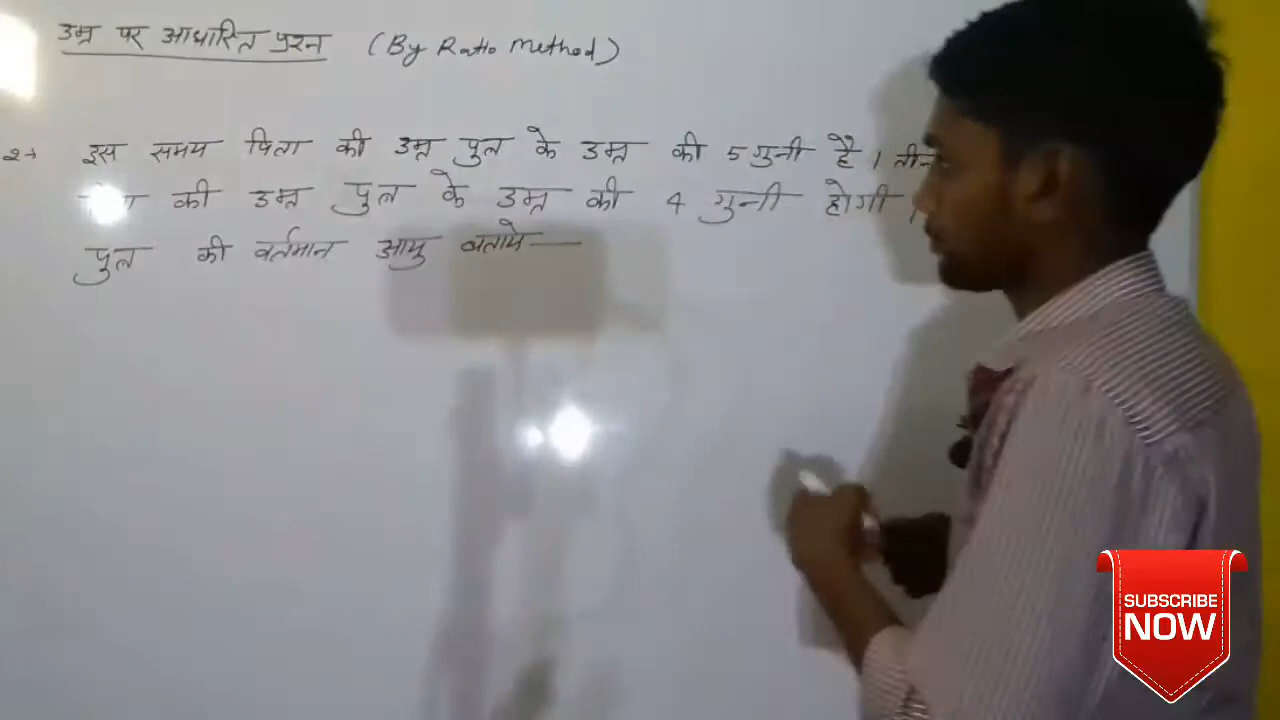 उम्र पर आधारित प्रश्न (By Ratio Method)
2→ इस समय पिता की उम्र पुत्र के उम्र की 5 गुनी है । तीन
की उम्र पुत्र के उम्र की 4 गुनी होगी ।
पुत्र की वर्तमान आयु बताये —
SUBSCRIBE
NOW